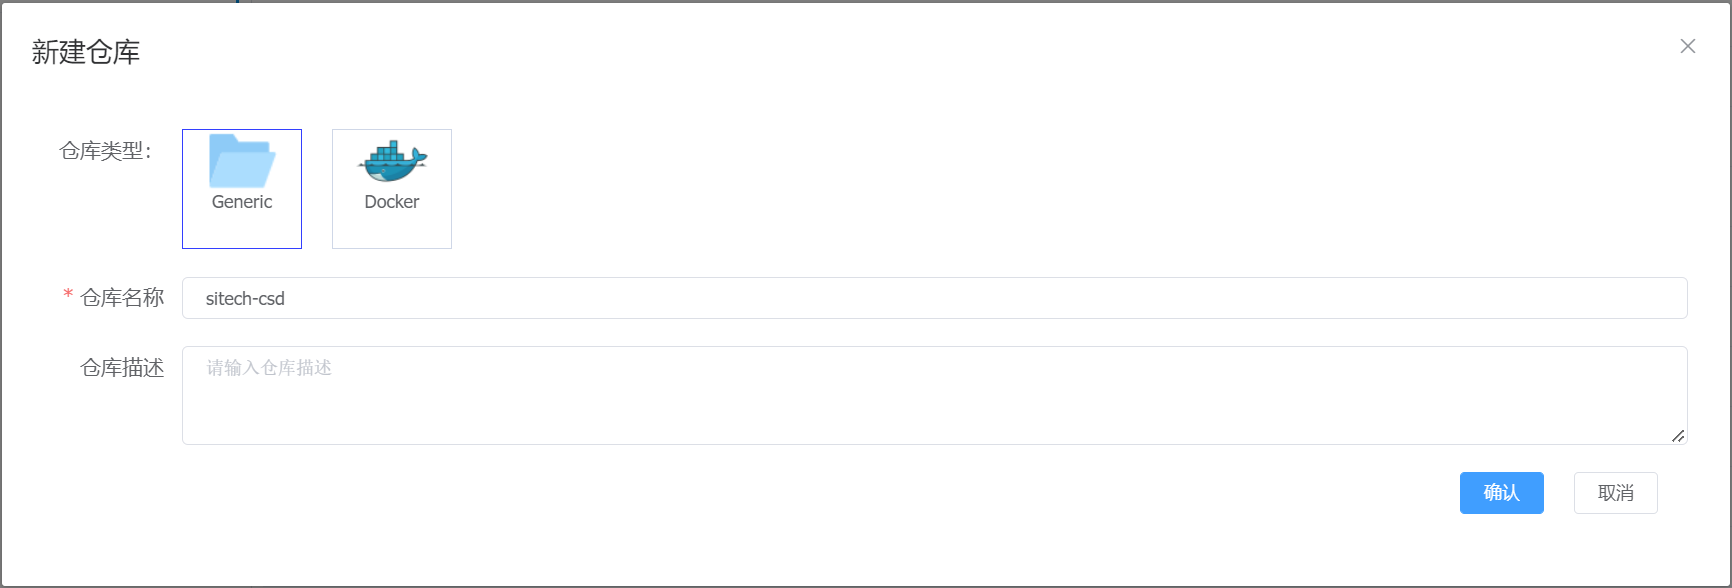 新建仓库
仓库类型：
Generic
Docker
* 仓库名称
sitech-csd
仓库描述
请输入仓库描述
确认
取消